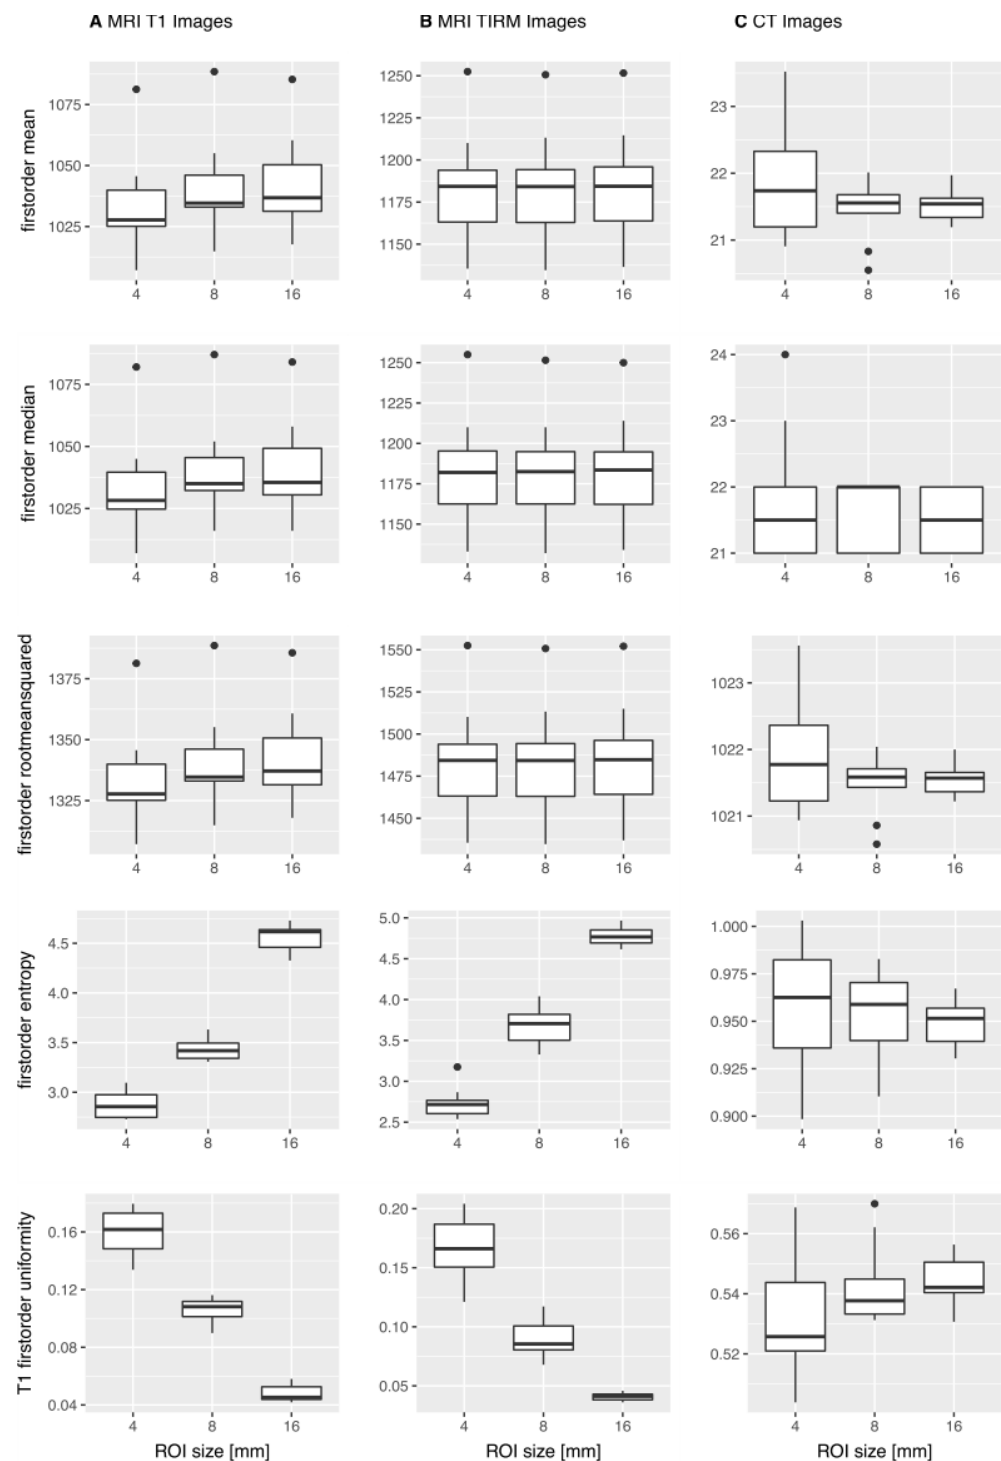 A MRI T1 Images
B MRI TIRM Images
C CT Images
firstorder mean
1075
1050
1025
4 8 16
1250
1225
1200
1175
1150
4 8 16
23
22
21
4 8 16
firstorder median
1075
1050
1025
4 8 16
1250
1225
1200
1175
1150
4 8 16
24
23
22
21
4 8 16
firstorder rootmeansquared
1375
1350
1325
4 8 16
1550
1525
1500
1475
1450
4 8 16
1023
1022
1021
4 8 16
firstorder entropy
4.5
4.0
3.5
3.0
4 8 16
5.0
4.5
4.0
3.5
3.0
2.5
4 8 16
1.000
0.975
0.950
0.925
0.900
4 8 16
T1 firstorder uniformity
0.16
0.12
0.08
0.04
4 8 16
ROI size [mm]
0.20
0.15
0.10
0.05
4 8 16
ROI size [mm]
0.56
0.54
0.52
4 8 16
ROI size [mm]